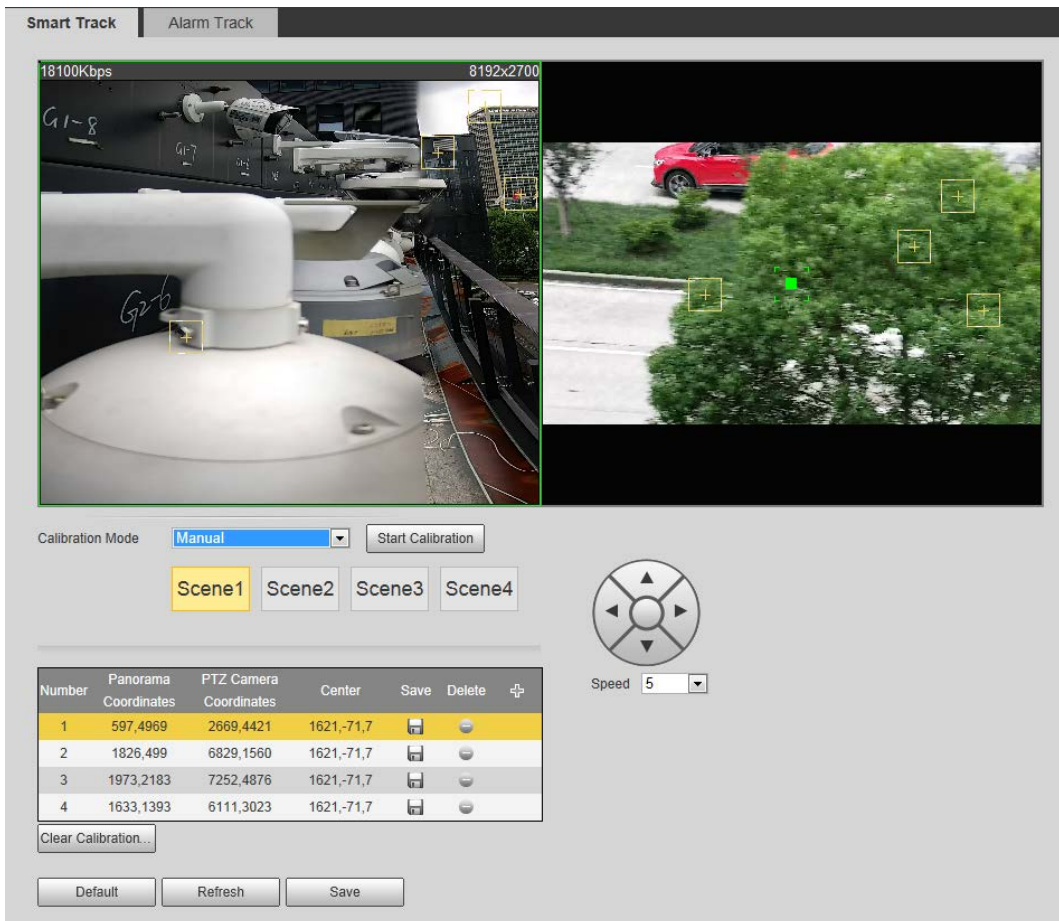 Smart Track Alarm Track
18100Kbps 8192x2700
G1-8
G1-7
G2-6
Calibration Mode Manual Start Calibration
Scene1 Scene2 Scene3 Scene4
Number Panorama Coordinates PTZ Camera Coordinates Center Save Delete
1 597,4969 2669,4421 1621,-71,7
2 1826,499 6829,1560 1621,-71,7
3 1973,2183 7252,4876 1621,-71,7
4 1633,1393 6111,3023 1621,-71,7
Speed 5
Clear Calibration...
Default Refresh Save